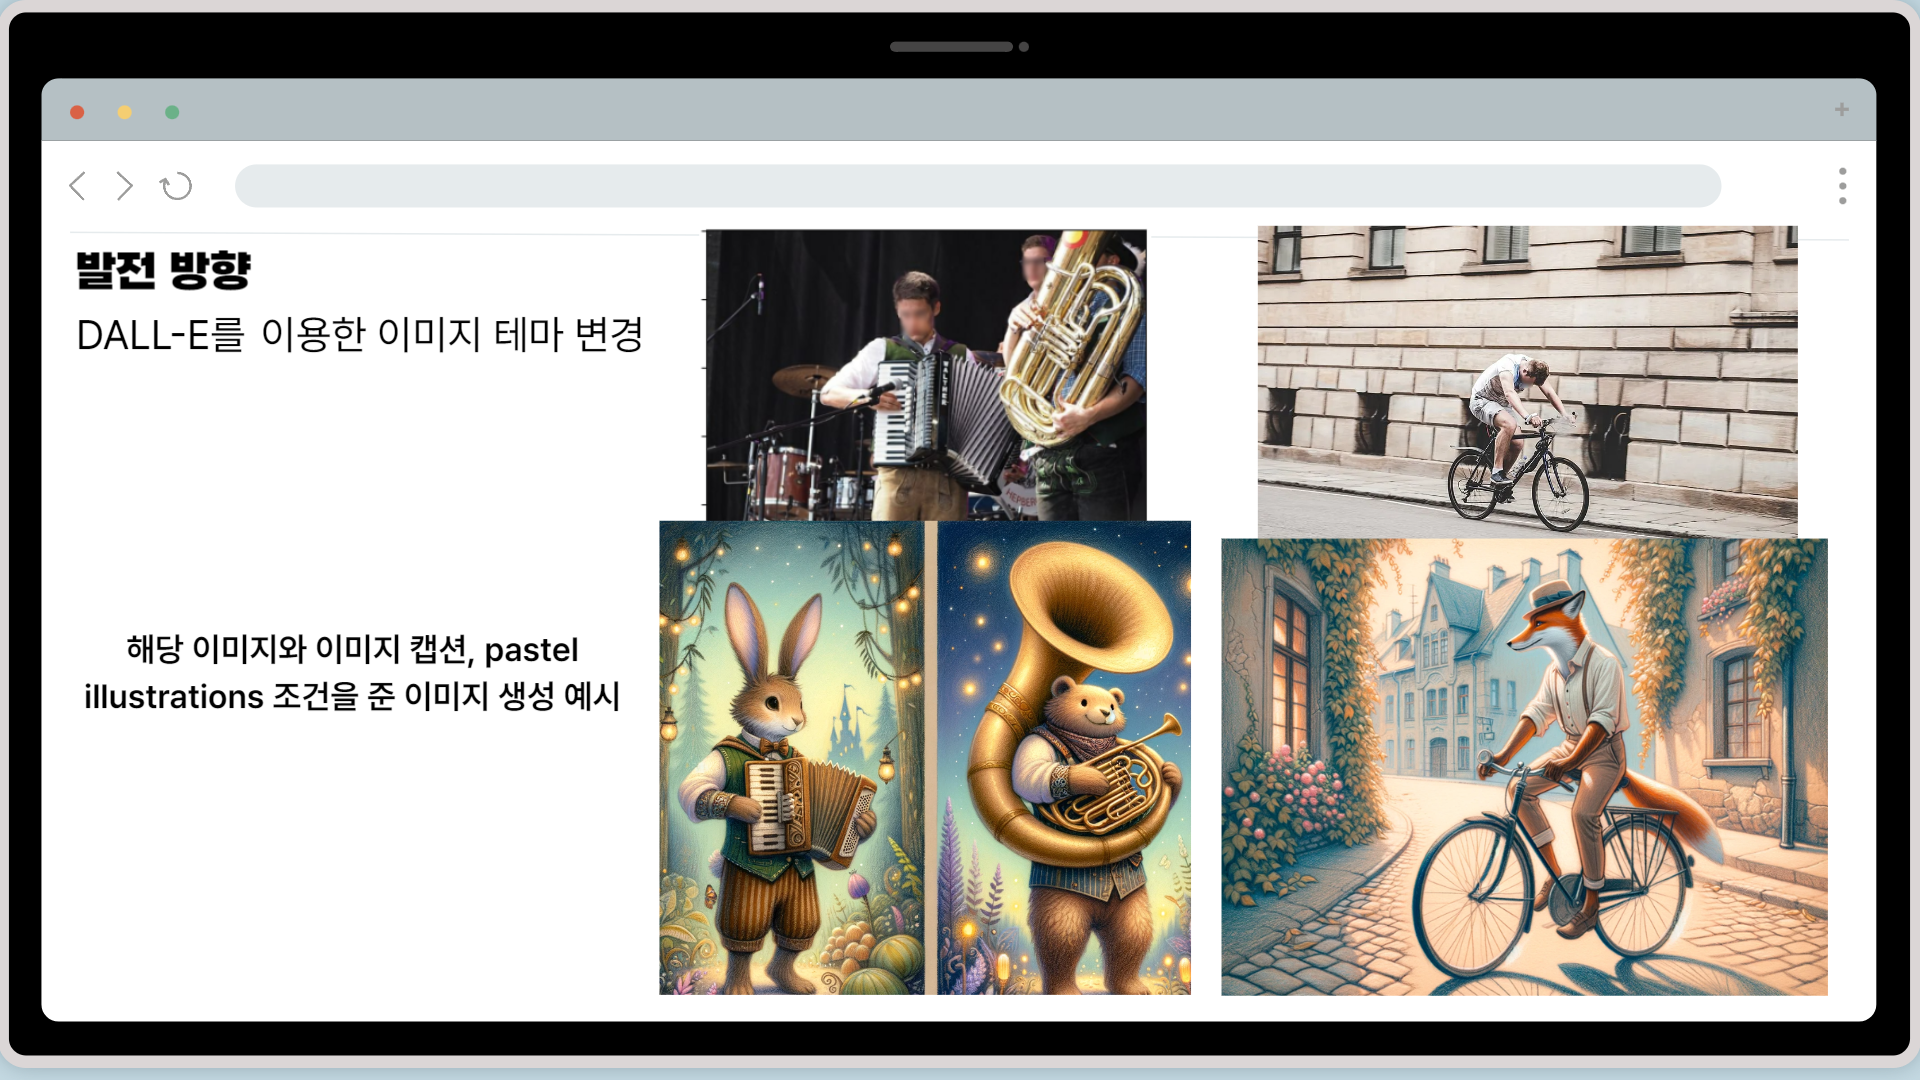 발전 방향
DALL-E를 이용한 이미지 테마 변경
WALTHER
HEPBER
해당 이미지와 이미지 캡션, pastel
illustrations 조건을 준 이미지 생성 예시